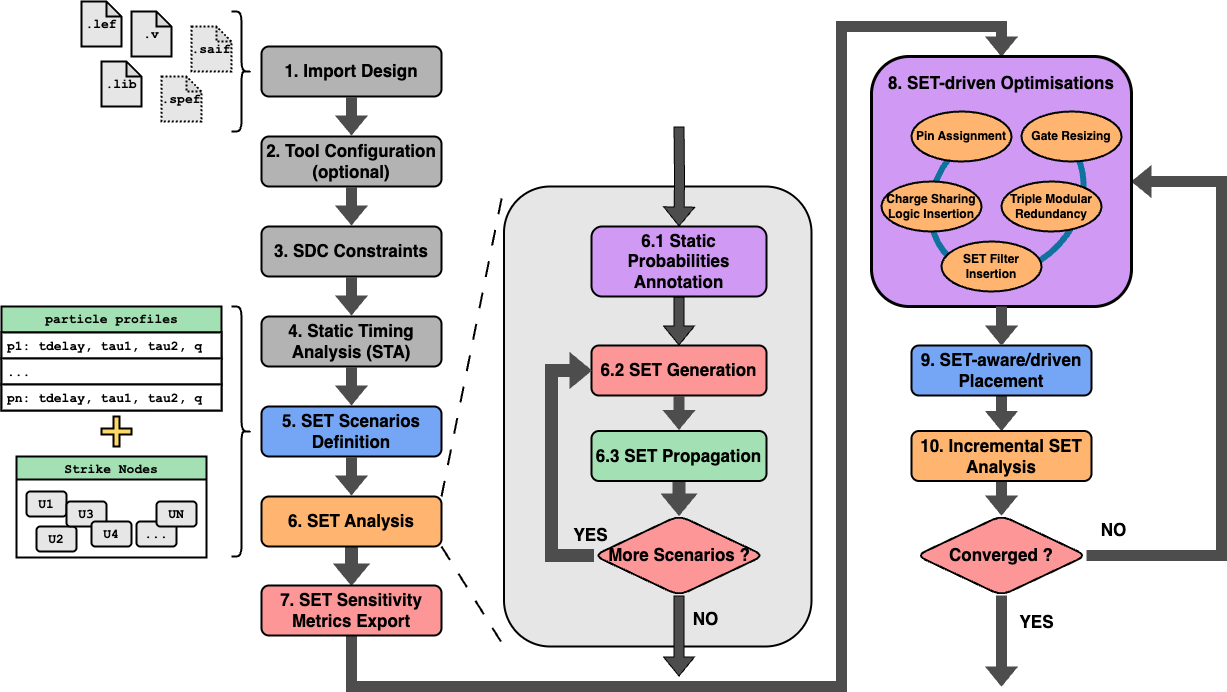 .lef
.v
.saif
.lib
.spef
1. Import Design
2. Tool Configuration
(optional)
3. SDC Constraints
4. Static Timing
Analysis (STA)
particle profiles
p1: tdelay, tau1, tau2, q
...
pn: tdelay, tau1, tau2, q
Strike Nodes
U1
U3
UN
U2
U4
...
5. SET Scenarios
Definition
6. SET Analysis
7. SET Sensitivity
Metrics Export
6.1 Static
Probabilities
Annotation
6.2 SET Generation
6.3 SET Propagation
YES
More Scenarios ?
NO
8. SET-driven Optimisations
Pin Assignment
Gate Resizing
Charge Sharing
Logic Insertion
Triple Modular
Redundancy
SET Filter
Insertion
9. SET-aware/driven
Placement
10. Incremental SET
Analysis
NO
Converged ?
YES